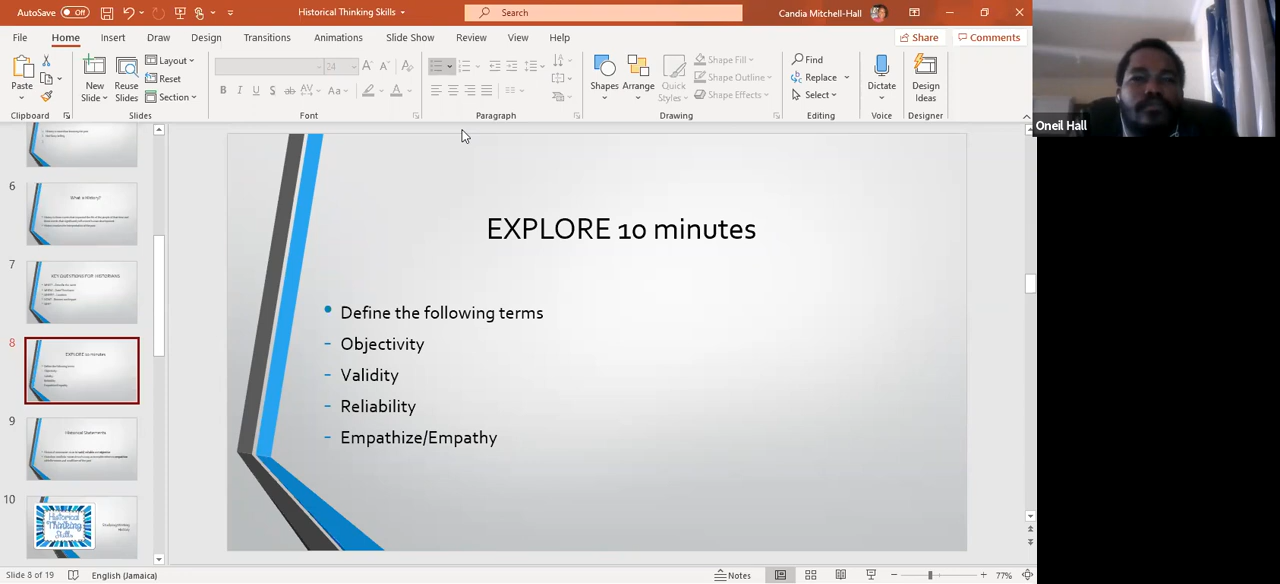 AutoSave Off
Historical Thinking Skills
Search
Candia Mitchell-Hall
File Home Insert Draw Design Transitions Animations Slide Show Review View Help
Share Comments
Paste
New Slide
Reuse Slides
Layout
Reset
Section
24
Shapes
Arrange
Quick Styles
Shape Fill
Shape Outline
Shape Effects
Find
Replace
Select
Dictate
Design Ideas
Clipboard Slides Font Paragraph Drawing Editing Voice Designer
Oneil Hall
6
What is History?
7
KEY QUESTIONS FOR HISTORIANS
8
EXPLORE 10 minutes
9
Historical Statements
10
Historical Thinking Skills
EXPLORE 10 minutes
• Define the following terms
- Objectivity
- Validity
- Reliability
- Empathize/Empathy
Slide 8 of 19
English (Jamaica)
Notes
77%